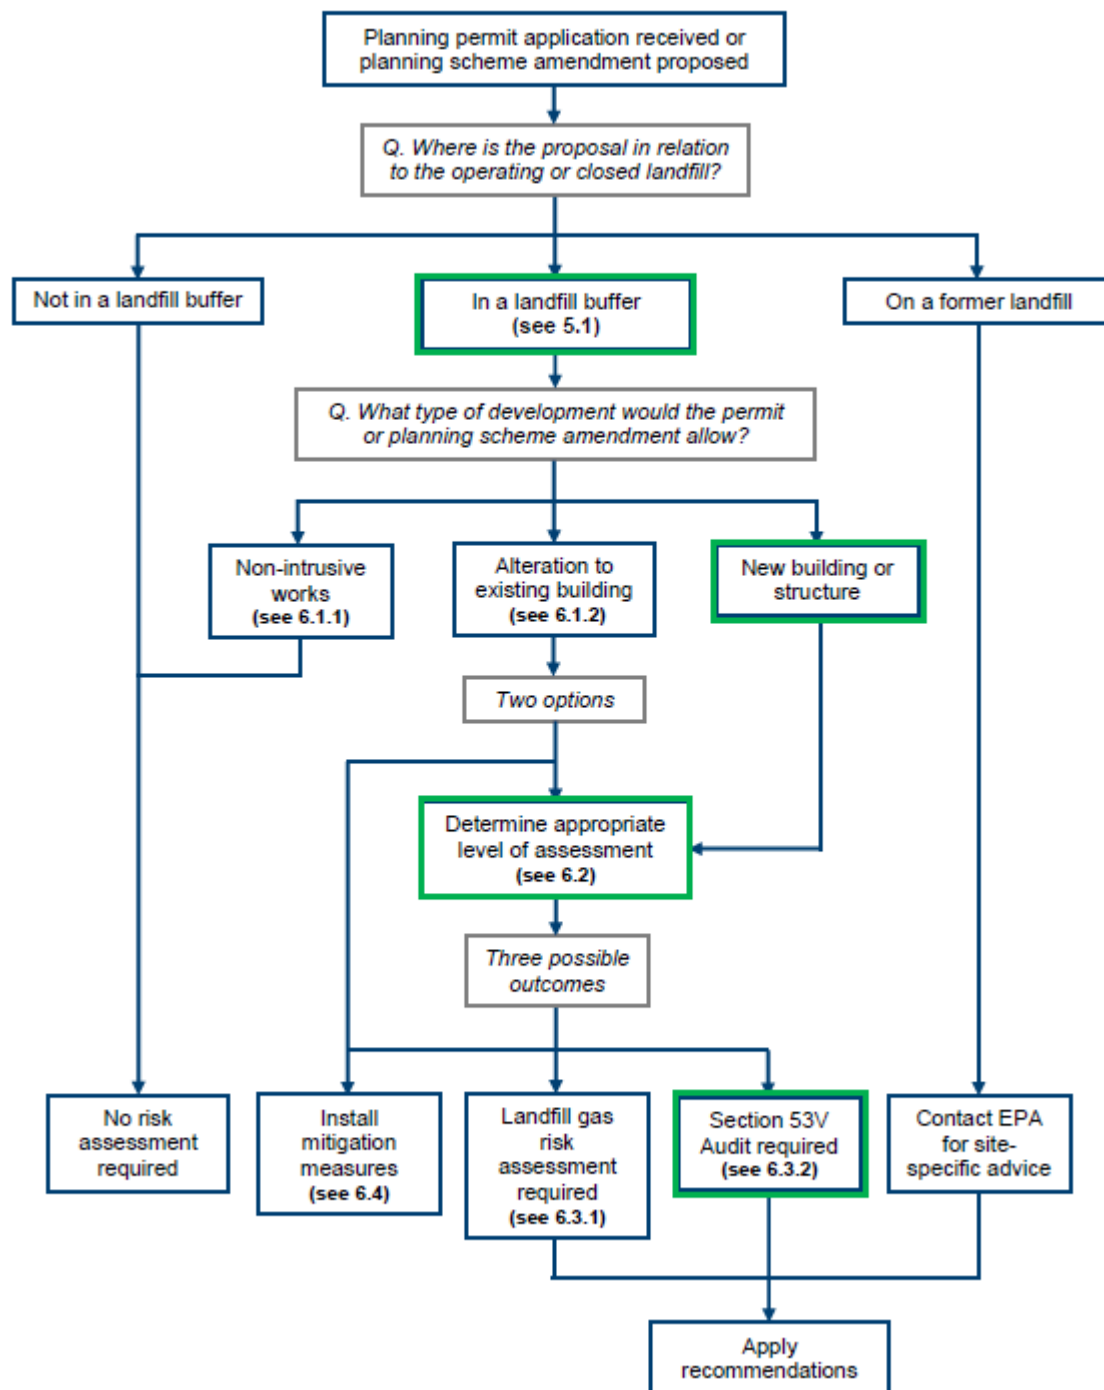 Planning permit application received or
planning scheme amendment proposed
Q. Where is the proposal in relation
to the operating or closed landfill?
Not in a landfill buffer
In a landfill buffer
(see 5.1)
On a former landfill
Q. What type of development would the permit
or planning scheme amendment allow?
Non-intrusive
works
(see 6.1.1)
Alteration to
existing building
(see 6.1.2)
New building or
structure
Two options
Determine appropriate
level of assessment
(see 6.2)
Three possible
outcomes
No risk
assessment
required
Install
mitigation
measures
(see 6.4)
Landfill gas
risk
assessment
required
(see 6.3.1)
Section 53V
Audit required
(see 6.3.2)
Contact EPA
for site-
specific advice
Apply
recommendations